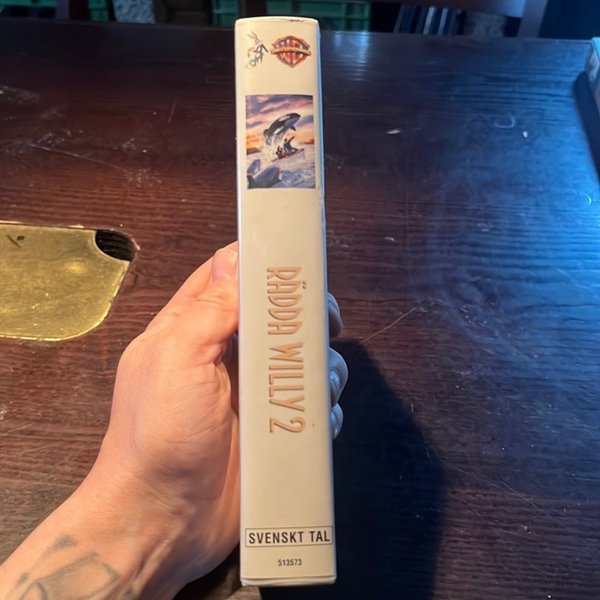 RÄDDA WILLY 2
SVENSKT TAL
513573